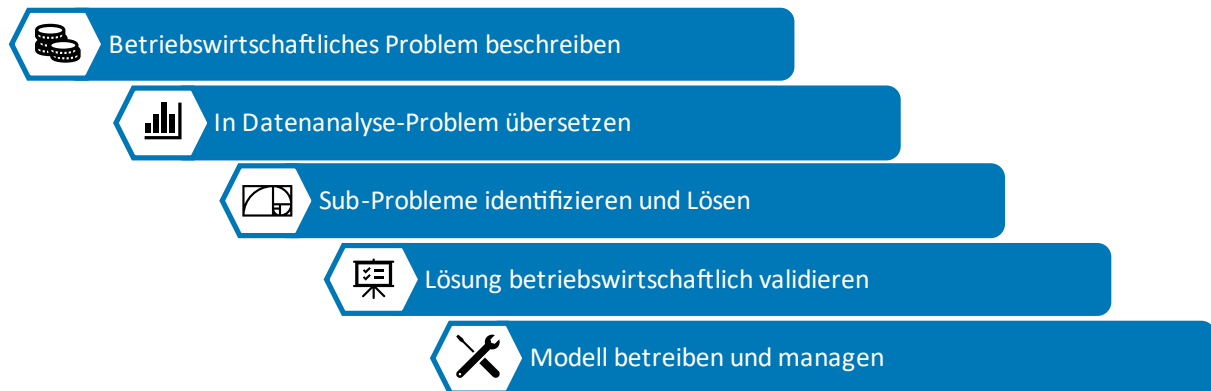 Betriebswirtschaftliches Problem beschreiben
In Datenanalyse-Problem übersetzen
Sub-Probleme identifizieren und Lösen
Lösung betriebswirtschaftlich validieren
Modell betreiben und managen